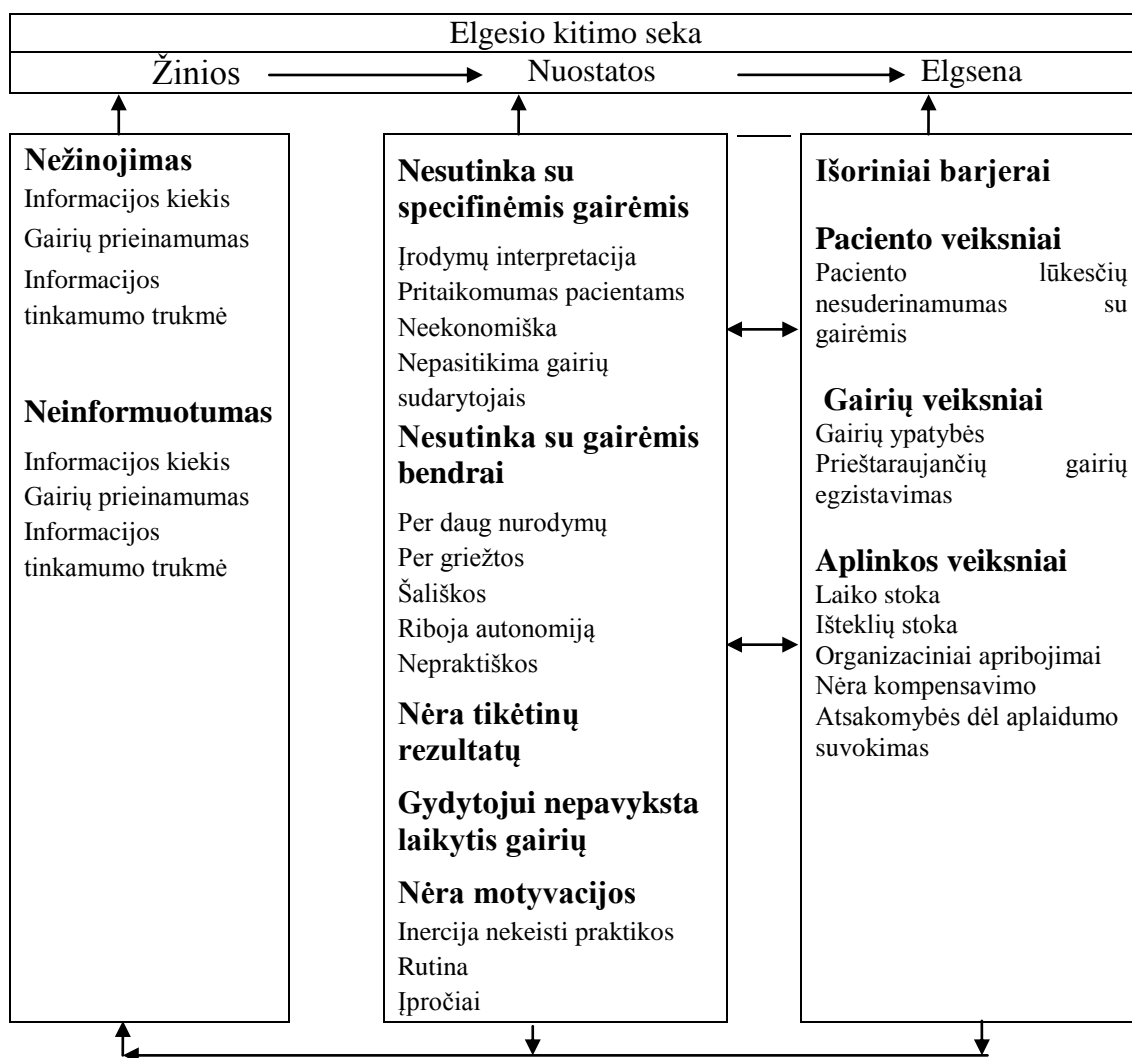 Elgesio kitimo seka
Žinios Nuostatos Elgsena
Nežinojimas
Informacijos kiekis
Gairių prieinamumas
Informacijos
tinkamumo trukmė
Neinformuotumas
Informacijos kiekis
Gairių prieinamumas
Informacijos
tinkamumo trukmė
Nesutinka su
specifinėmis gairėmis
Įrodymų interpretacija
Pritaikomumas pacientams
Neekonomiška
Nepasitikima gairių
sudarytojais
Nesutinka su gairėmis
bendrai
Per daug nurodymų
Per griežtos
Šališkos
Riboja autonomiją
Nepraktiškos
Nėra tikėtinų
rezultatų
Gydytojui nepavyksta
laikytis gairių
Nėra motyvacijos
Inercija nekeisti praktikos
Rutina
Įpročiai
Išoriniai barjerai
Paciento veiksniai
Paciento lūkesčių
nesuderinamumas su
gairėmis
Gairių veiksniai
Gairių ypatybės
Prieštaraujančių gairių
egzistavimas
Aplinkos veiksniai
Laiko stoka
Išteklių stoka
Organizaciniai apribojimai
Nėra kompensavimo
Atsakomybės dėl aplaidumo
suvokimas